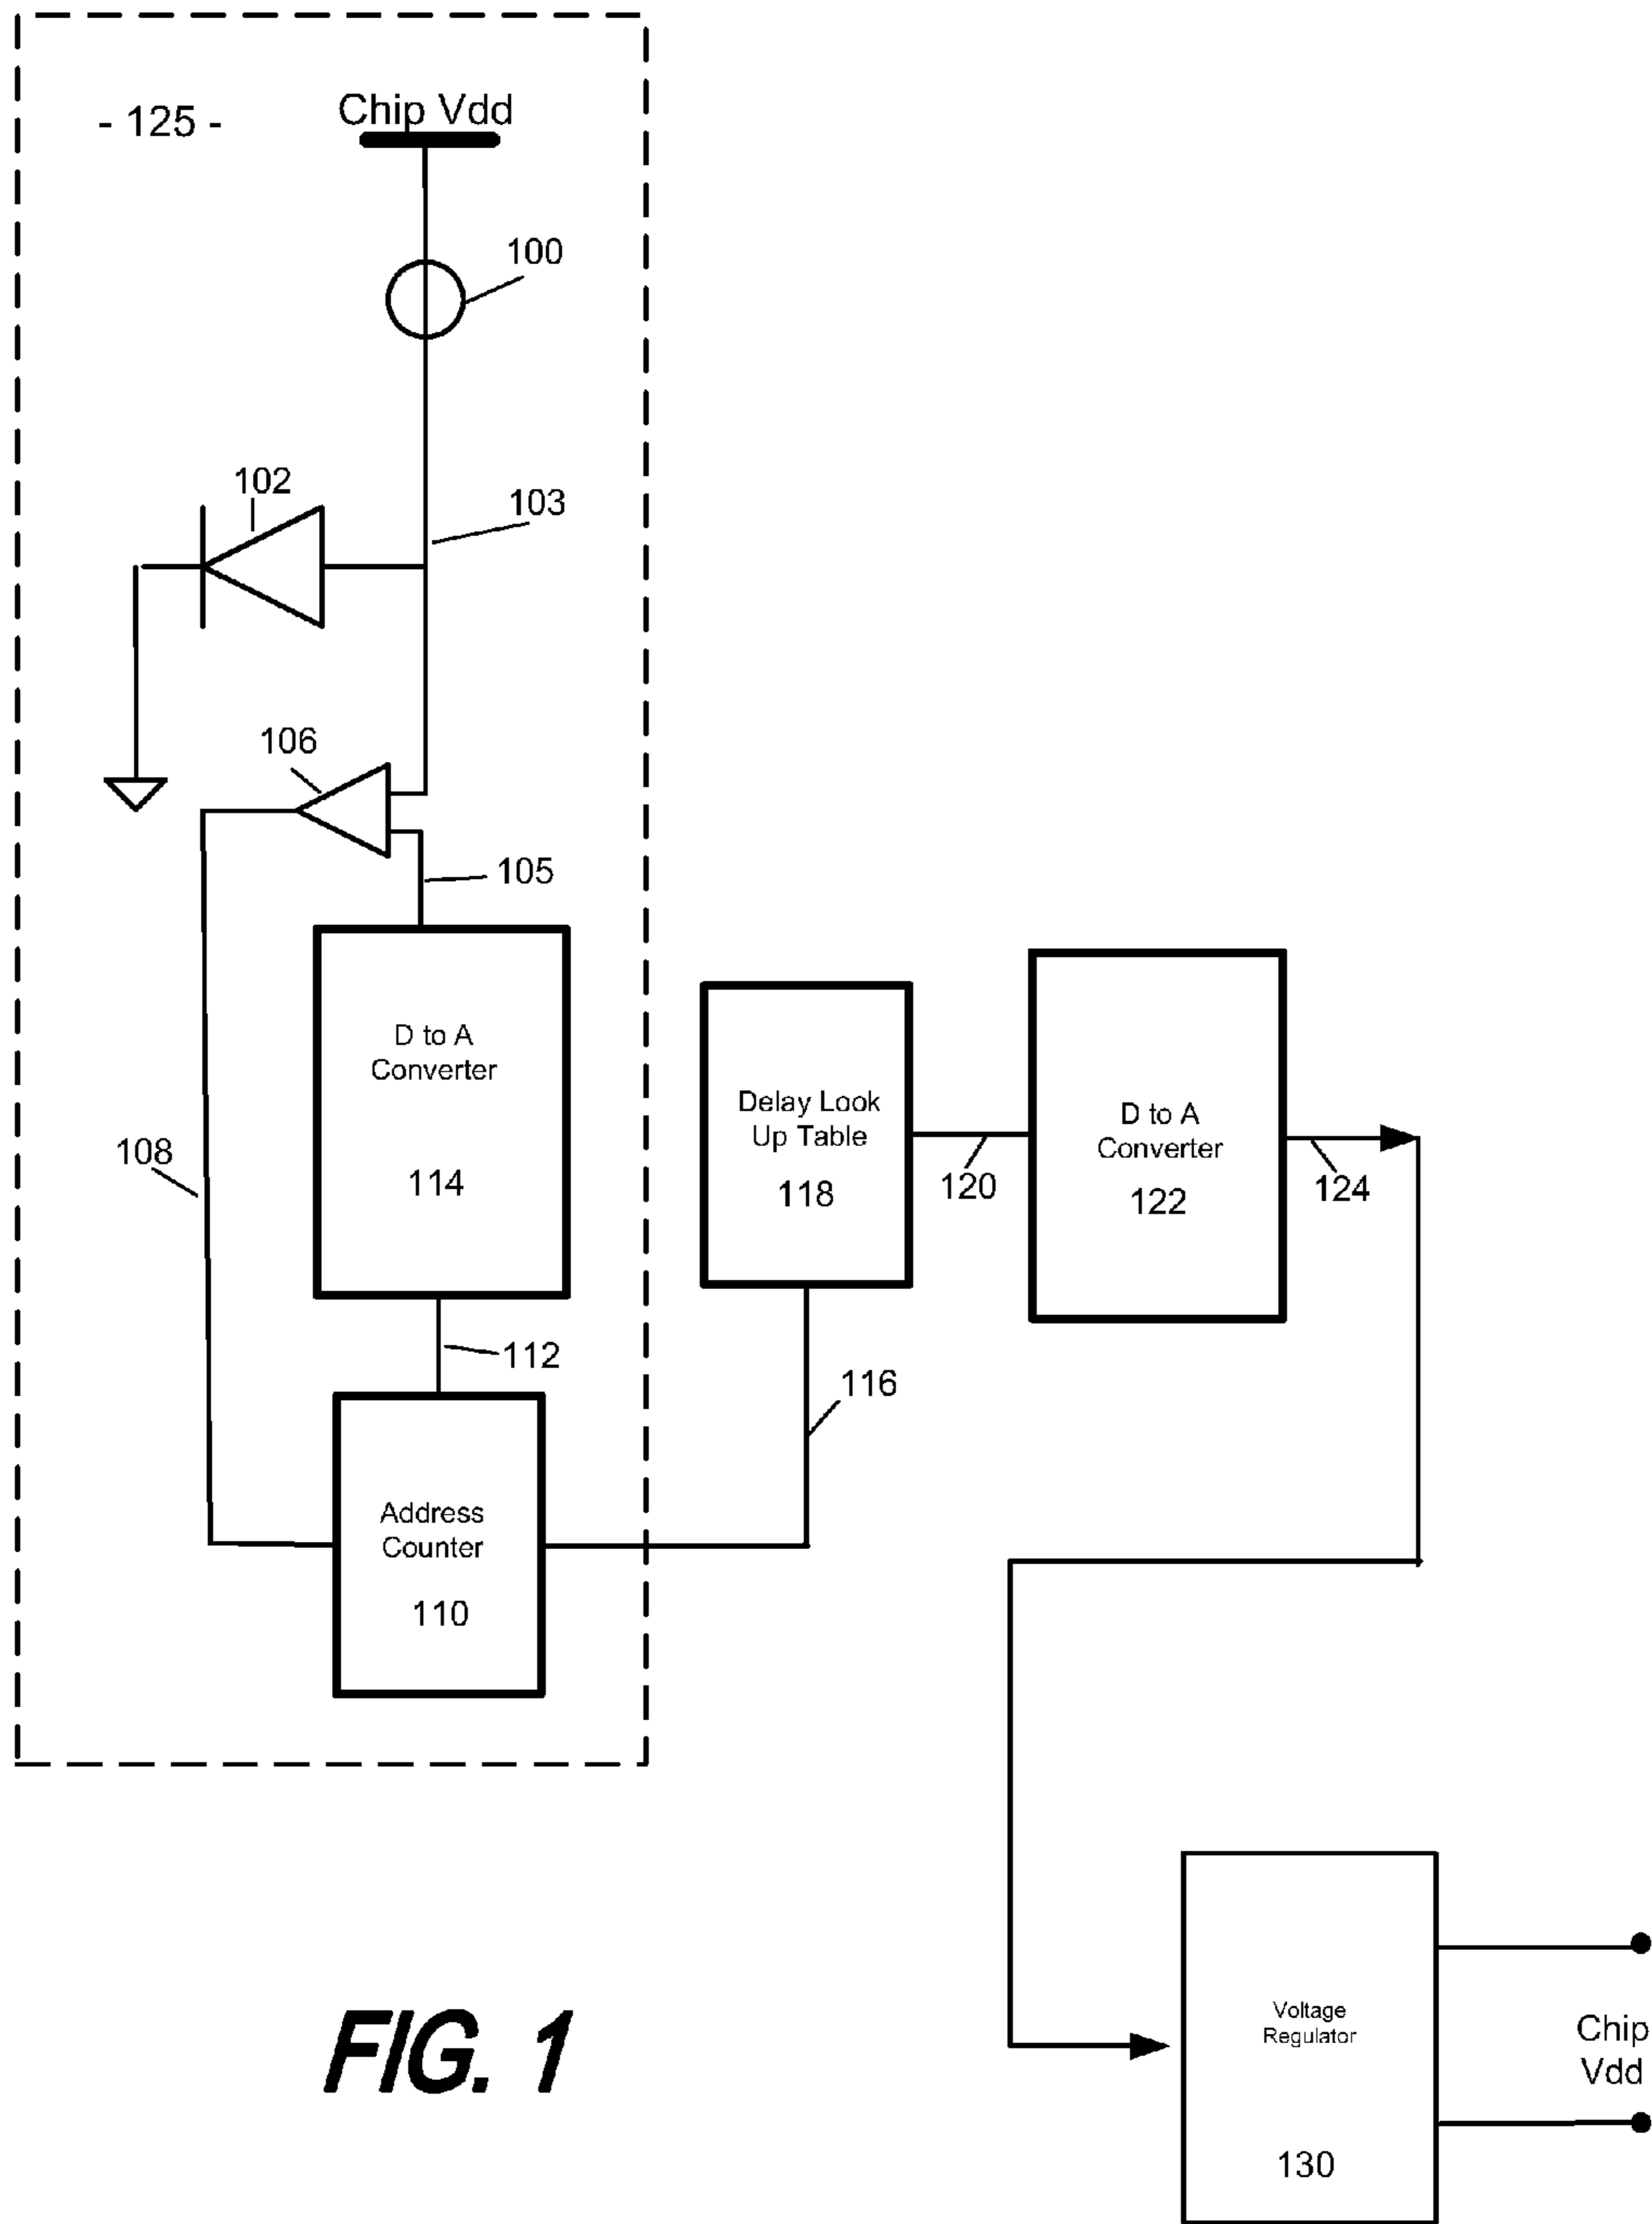 - 125 -
Chip Vdd
100
102
103
106
105
D to A
Converter
114
108
112
Address
Counter
110
Delay Look
Up Table
118
116
120
D to A
Converter
122
124
Voltage
Regulator
130
Chip
Vdd
FIG. 1